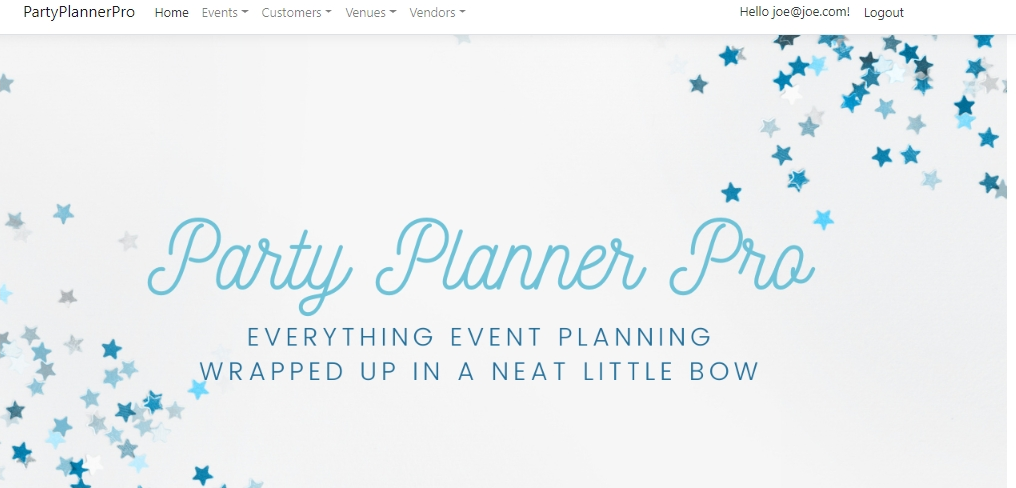 PartyPlannerPro Home Events Customers Venues Vendors Hello joe@joe.com! Logout
Party Planner Pro
EVERYTHING EVENT PLANNING
WRAPPED UP IN A NEAT LITTLE BOW